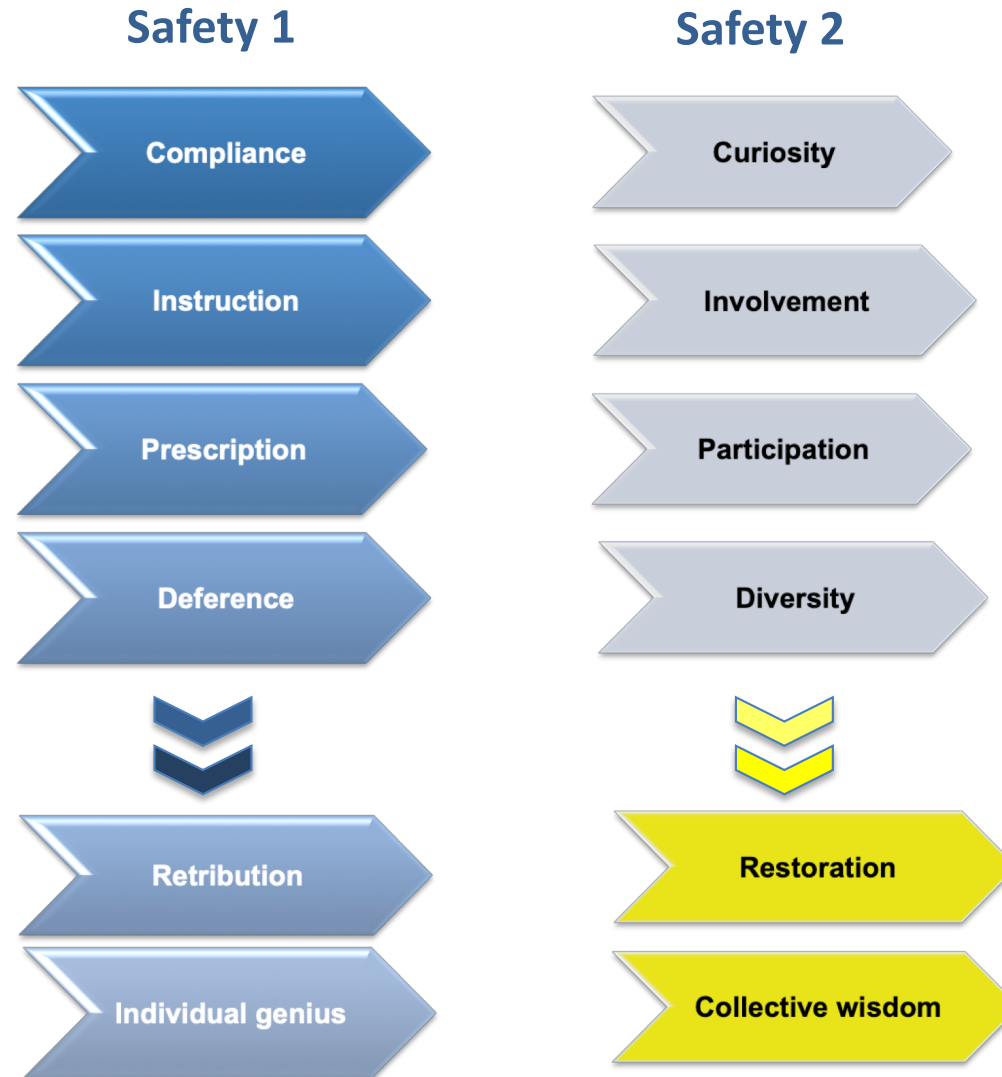 Safety 1
Safety 2
Compliance
Curiosity
Instruction
Involvement
Prescription
Participation
Deference
Diversity
Retribution
Restoration
Individual genius
Collective wisdom